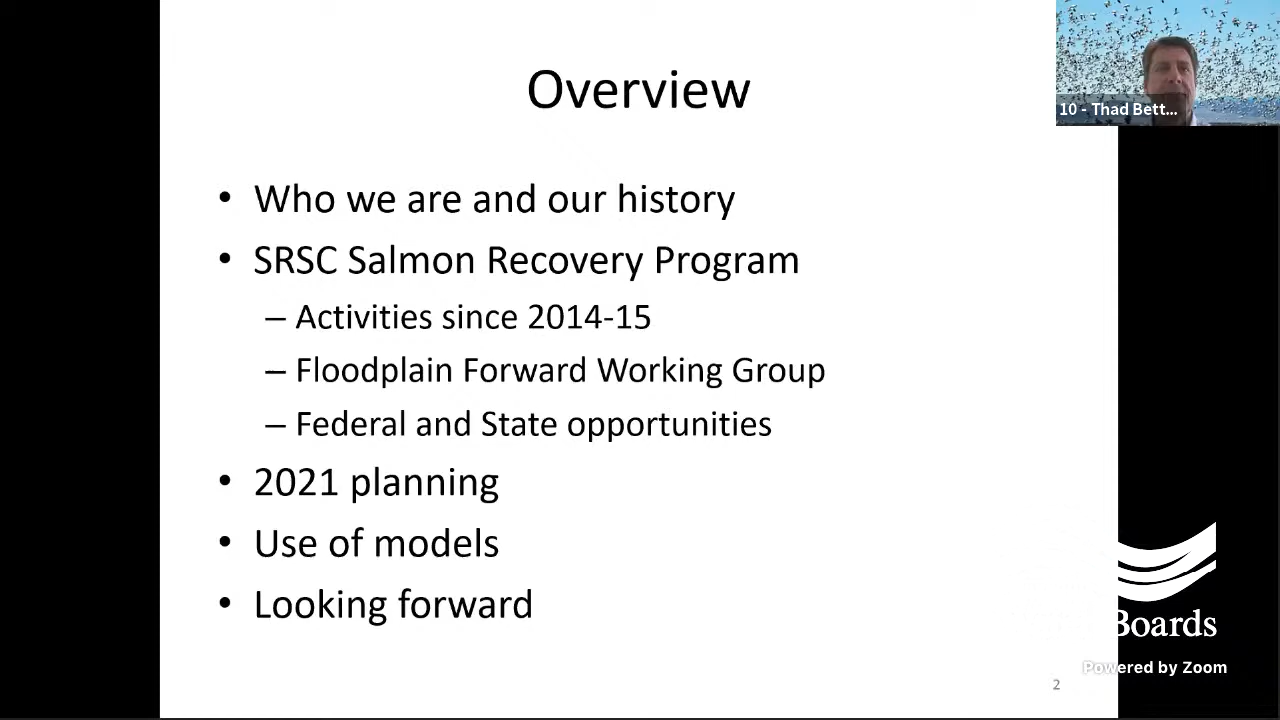 Overview
10 - Thad Bett...
• Who we are and our history
• SRSC Salmon Recovery Program
– Activities since 2014-15
– Floodplain Forward Working Group
– Federal and State opportunities
• 2021 planning
• Use of models
• Looking forward
Boards
Powered by Zoom
2